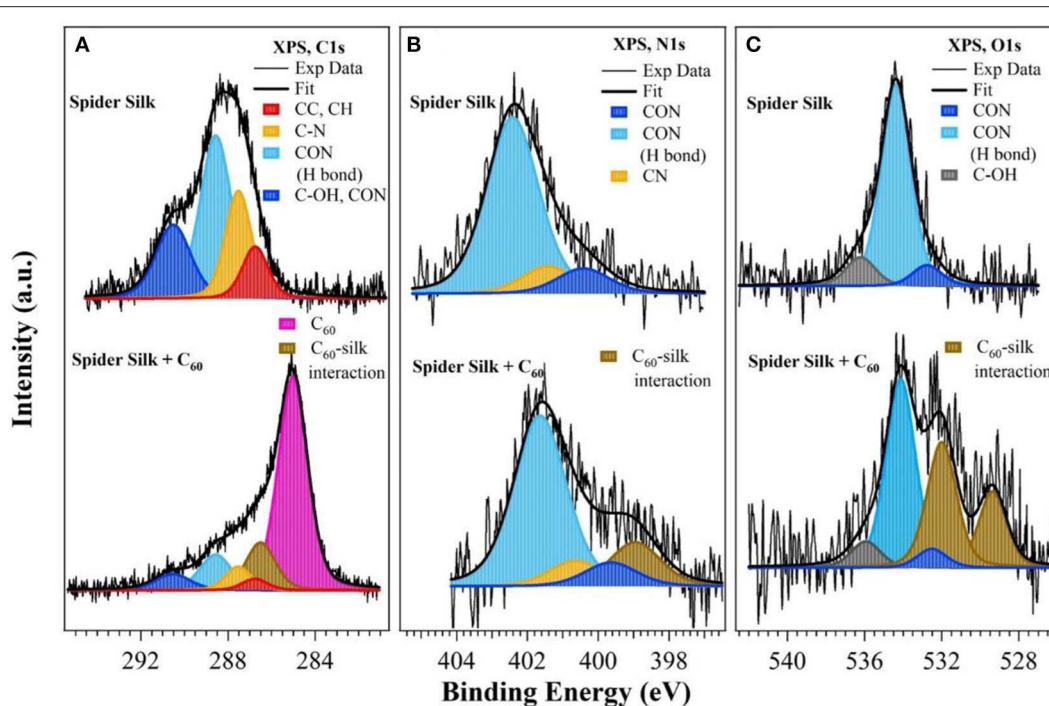 A
XPS, C1s
Exp Data
Fit
Spider Silk
CC, CH
C-N
CON
(H bond)
C-OH, CON
C₆₀
C₆₀-silk
interaction
Spider Silk + C₆₀
B
XPS, N1s
Exp Data
Fit
Spider Silk
CON
CON
(H bond)
CN
C₆₀-silk
interaction
Spider Silk + C₆₀
C
XPS, O1s
Exp Data
Fit
Spider Silk
CON
CON
(H bond)
C-OH
C₆₀-silk
interaction
Spider Silk + C₆₀
Intensity (a.u.)
292 288 284
404 402 400 398
540 536 532 528
Binding Energy (eV)